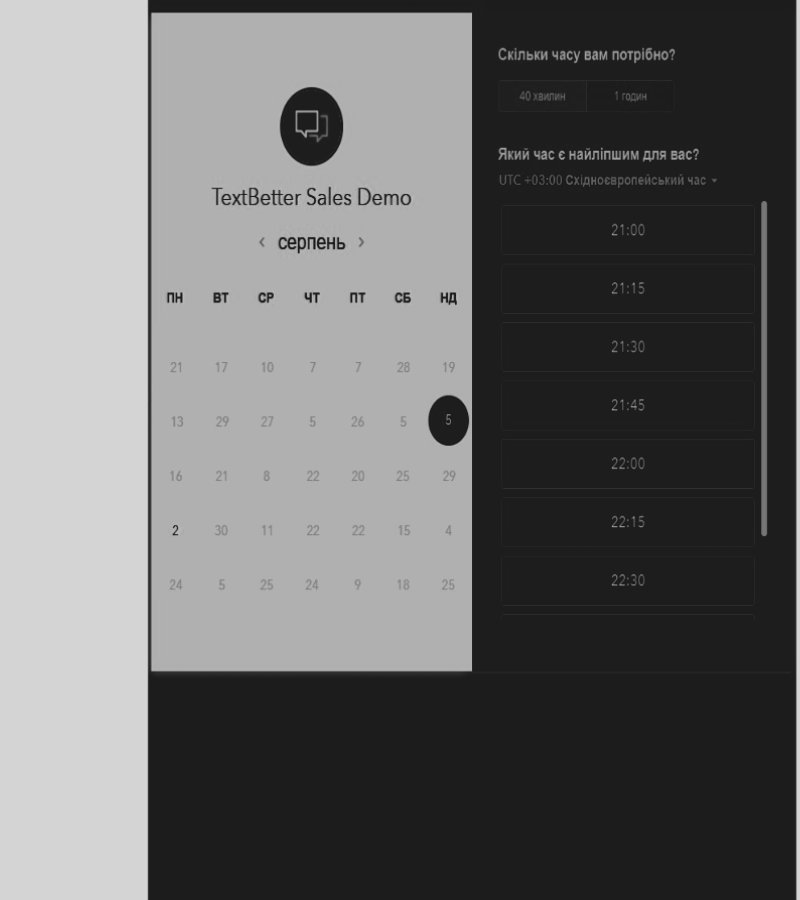 TextBetter Sales Demo
‹ серпень ›
ПН ВТ СР ЧТ ПТ СБ НД
21 17 10 7 7 28 19
13 29 27 5 26 5 5
16 21 8 22 20 25 29
2 30 11 22 22 15 4
24 5 25 24 9 18 25
Скільки часу вам потрібно?
40 хвилин 1 годин
Який час є найліпшим для вас?
UTC +03:00 Східноєвропейський час
21:00
21:15
21:30
21:45
22:00
22:15
22:30